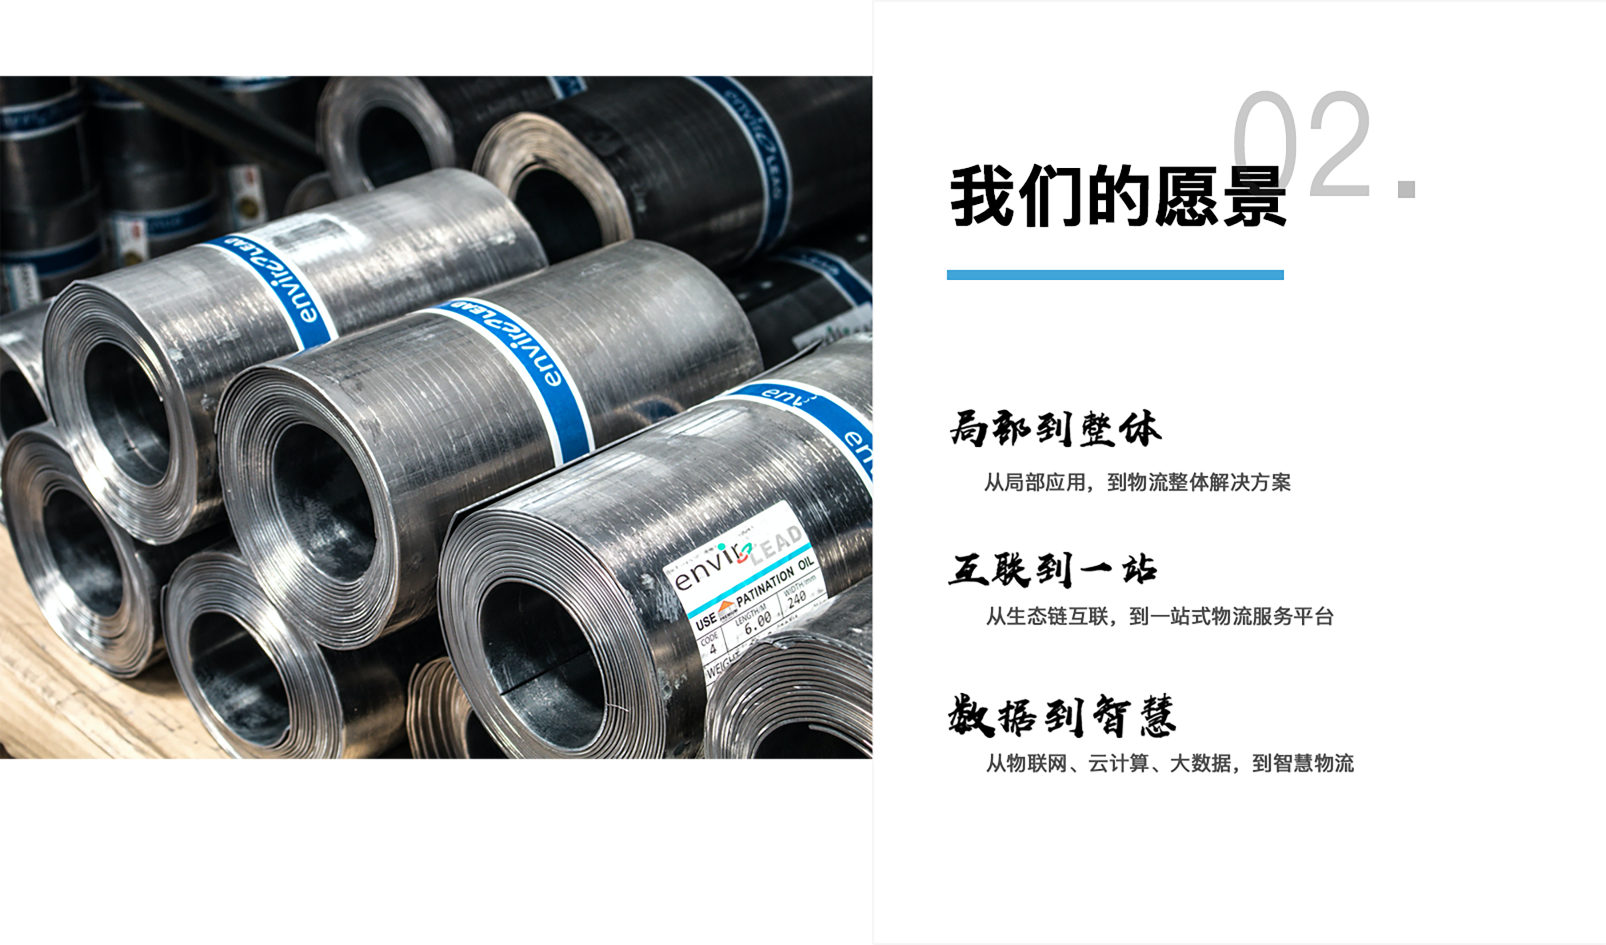 02.
我们的愿景
局部到整体
从局部应用，到物流整体解决方案
互联到一站
从生态链互联，到一站式物流服务平台
数据到智慧
从物联网、云计算、大数据，到智慧物流
enviroLEAD
enviroLEAD
enviroLEAD
envir
LEAD
USE PATINATION OIL
CODE
4
LENGTH/M
6.00
WIDTH/mm
240
WEIGHT